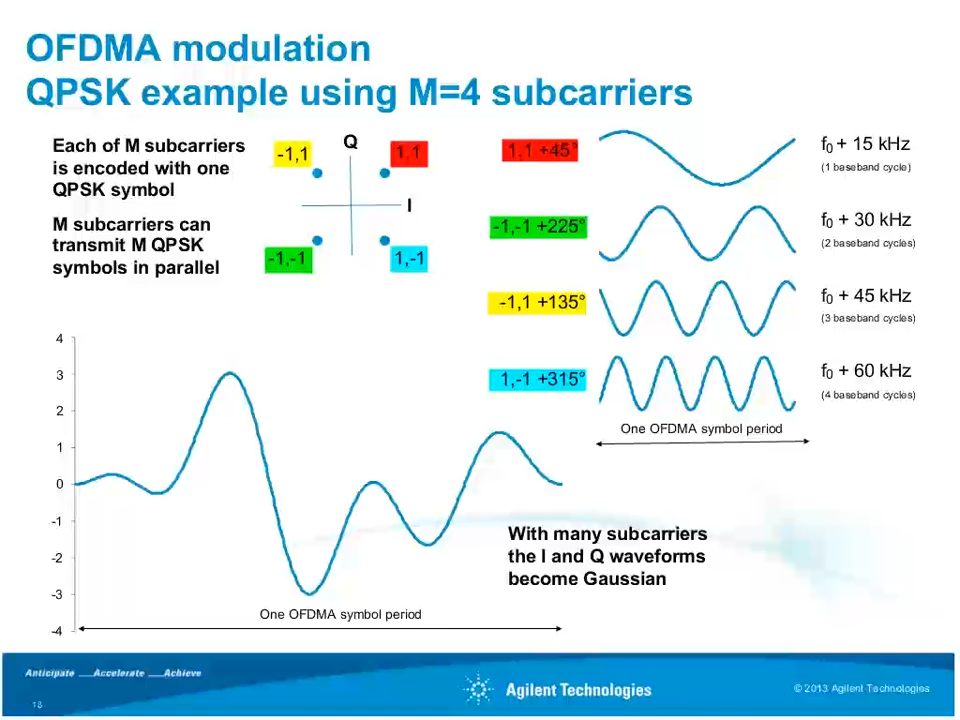 OFDMA modulation
QPSK example using M=4 subcarriers
Each of M subcarriers
is encoded with one
QPSK symbol
M subcarriers can
transmit M QPSK
symbols in parallel
Q
-1,1
1,1
I
-1,-1
1,-1
1,1 +45°
f0 + 15 kHz
(1 baseband cycle)
-1,-1 +225°
f0 + 30 kHz
(2 baseband cycles)
-1,1 +135°
f0 + 45 kHz
(3 baseband cycles)
1,-1 +315°
f0 + 60 kHz
(4 baseband cycles)
One OFDMA symbol period
4
3
2
1
0
-1
-2
-3
-4
One OFDMA symbol period
With many subcarriers
the I and Q waveforms
become Gaussian
Anticipate Accelerate Achieve
Agilent Technologies
© 2013 Agilent Technologies